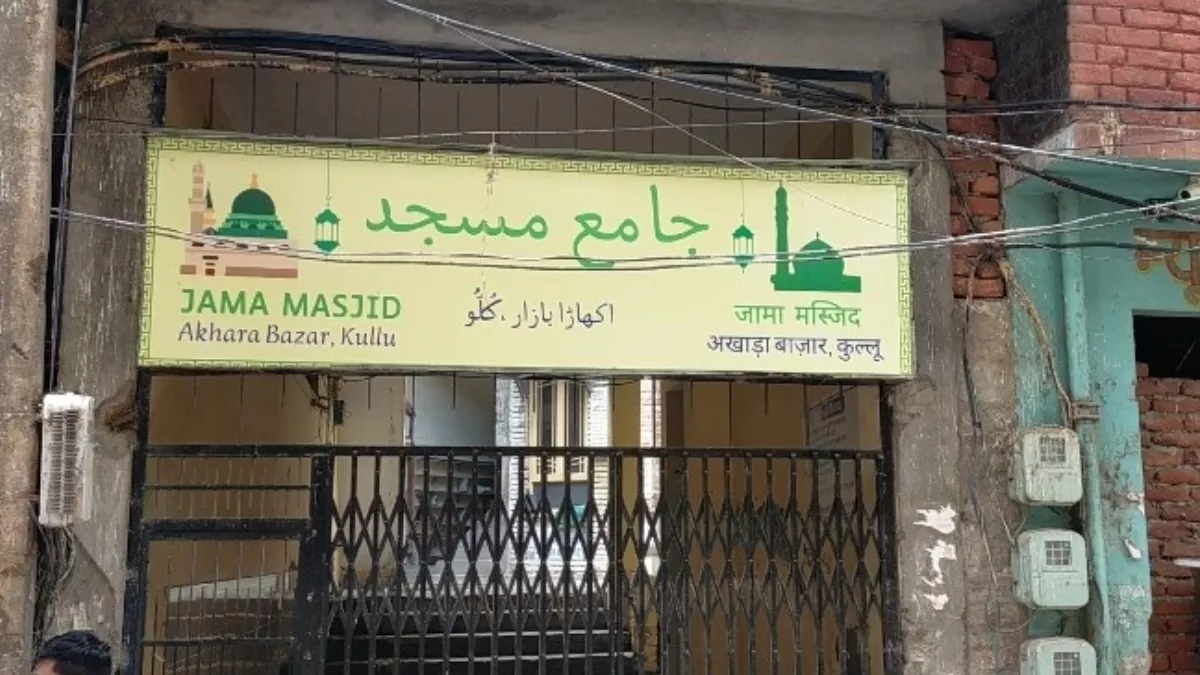 جامع مسجد
JAMA MASJID
Akhara Bazar, Kullu
اکھاڑا بازار ، کُلُّو
जामा मस्जिद
अखाड़ा बाज़ार, कुल्लू